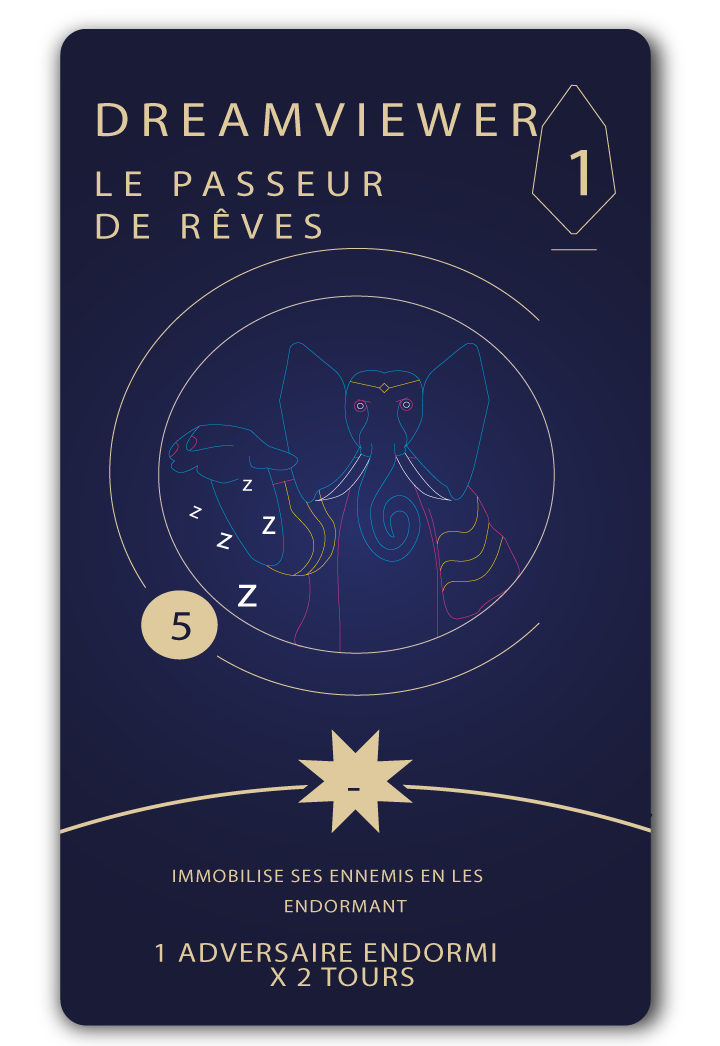 DREAMVIEWER
1
LE PASSEUR
DE RÊVES
z
z
z
z
z
5
-
IMMOBILISE SES ENNEMIS EN LES
ENDORMANT
1 ADVERSAIRE ENDORMI
X 2 TOURS